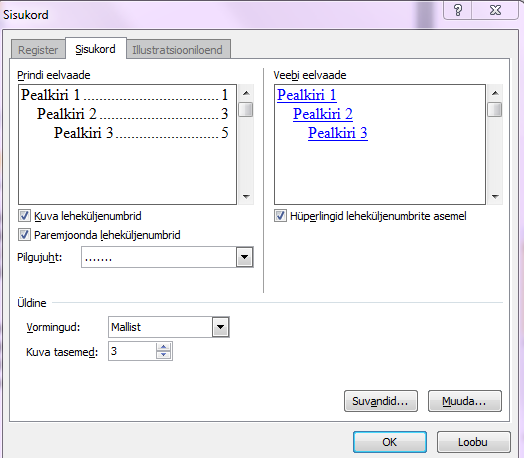 Sisukord
Register Sisukord Illustratsiooniloend
Prindi eelvaade
Pealkiri 1........................................ 1
Pealkiri 2................................... 3
Pealkiri 3.............................. 5
Kuva leheküljenumbrid
Paremjoonda leheküljenumbrid
Pilgujuht: .......
Veebi eelvaade
Pealkiri 1
Pealkiri 2
Pealkiri 3
Hüperlingid leheküljenumbrite asemel
Üldine
Vormingud: Mallist
Kuva tasemed: 3
Suvandid... Muuda...
OK Loobu